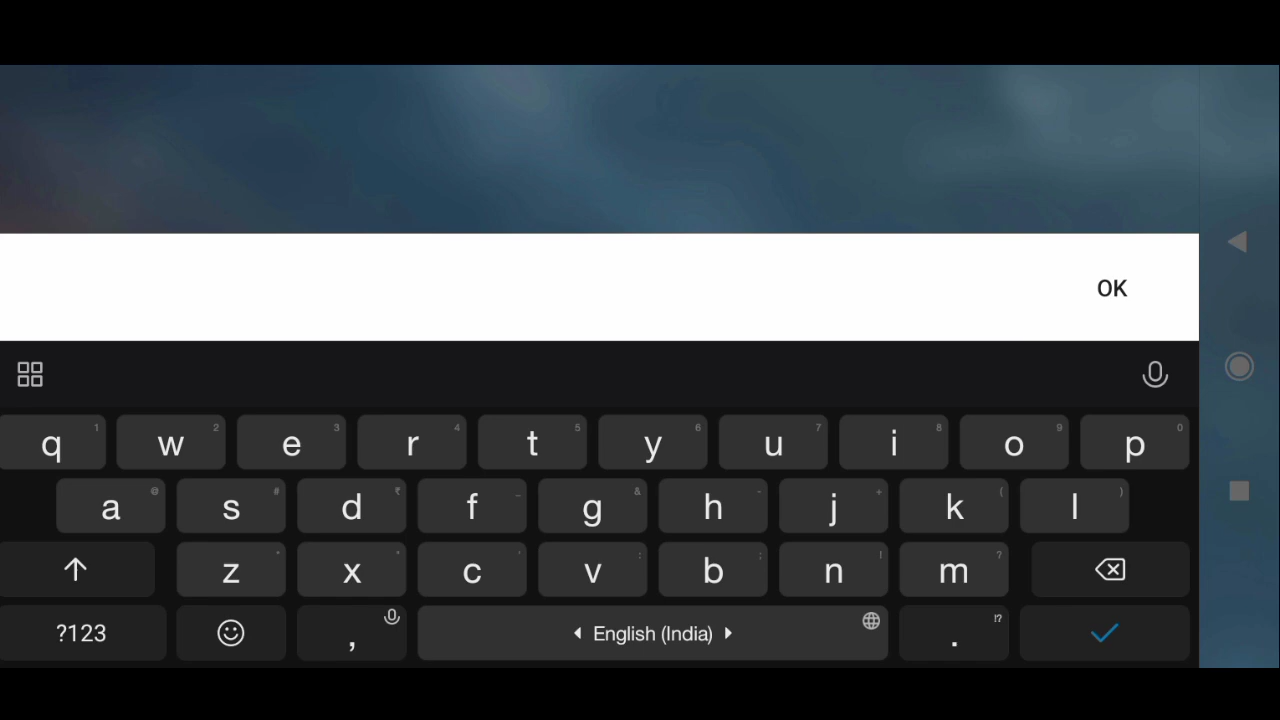 OK
q 1 w 2 e 3 r 4 t 5 y 6 u 7 i 8 o 9 p 0
a @ s # d ₹ f _ g & h - j + k ( l )
z * x " c ' v : b ; n ! m ?
?123 , English (India) . !?